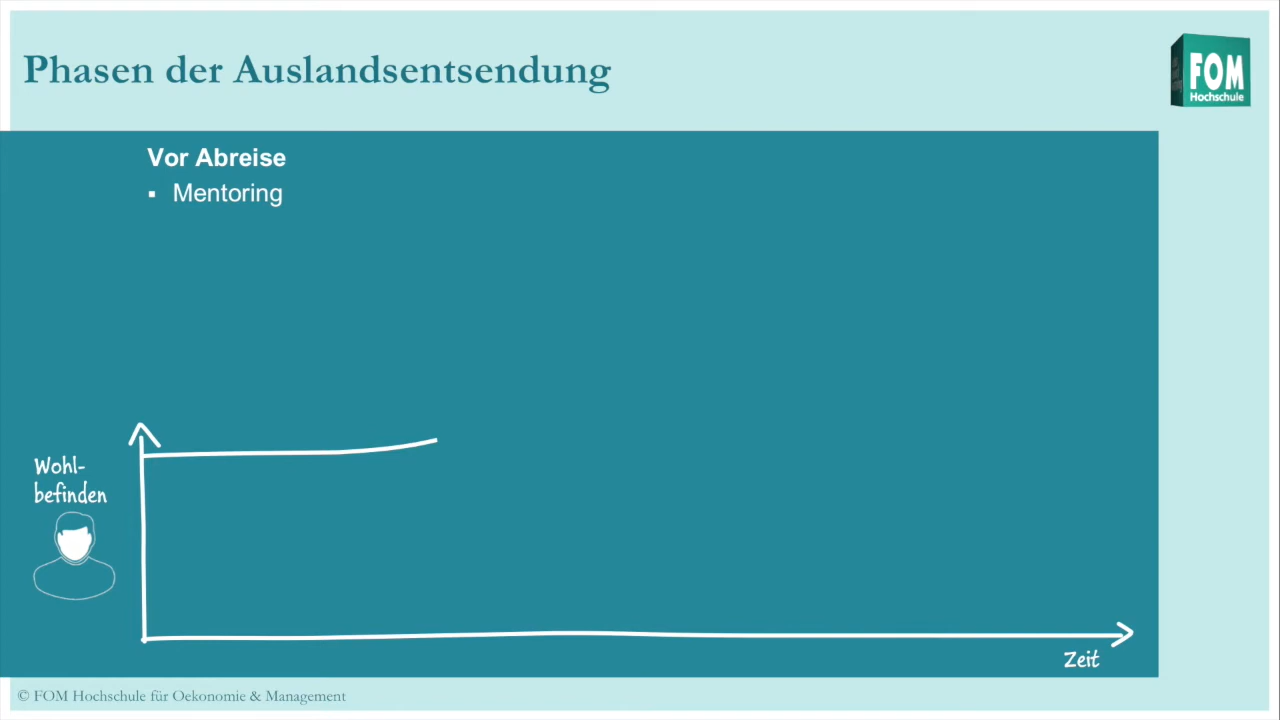 Phasen der Auslandsentsendung
FOM
Hochschule
Vor Abreise
▪ Mentoring
Wohl-
befinden
Zeit
© FOM Hochschule für Oekonomie & Management